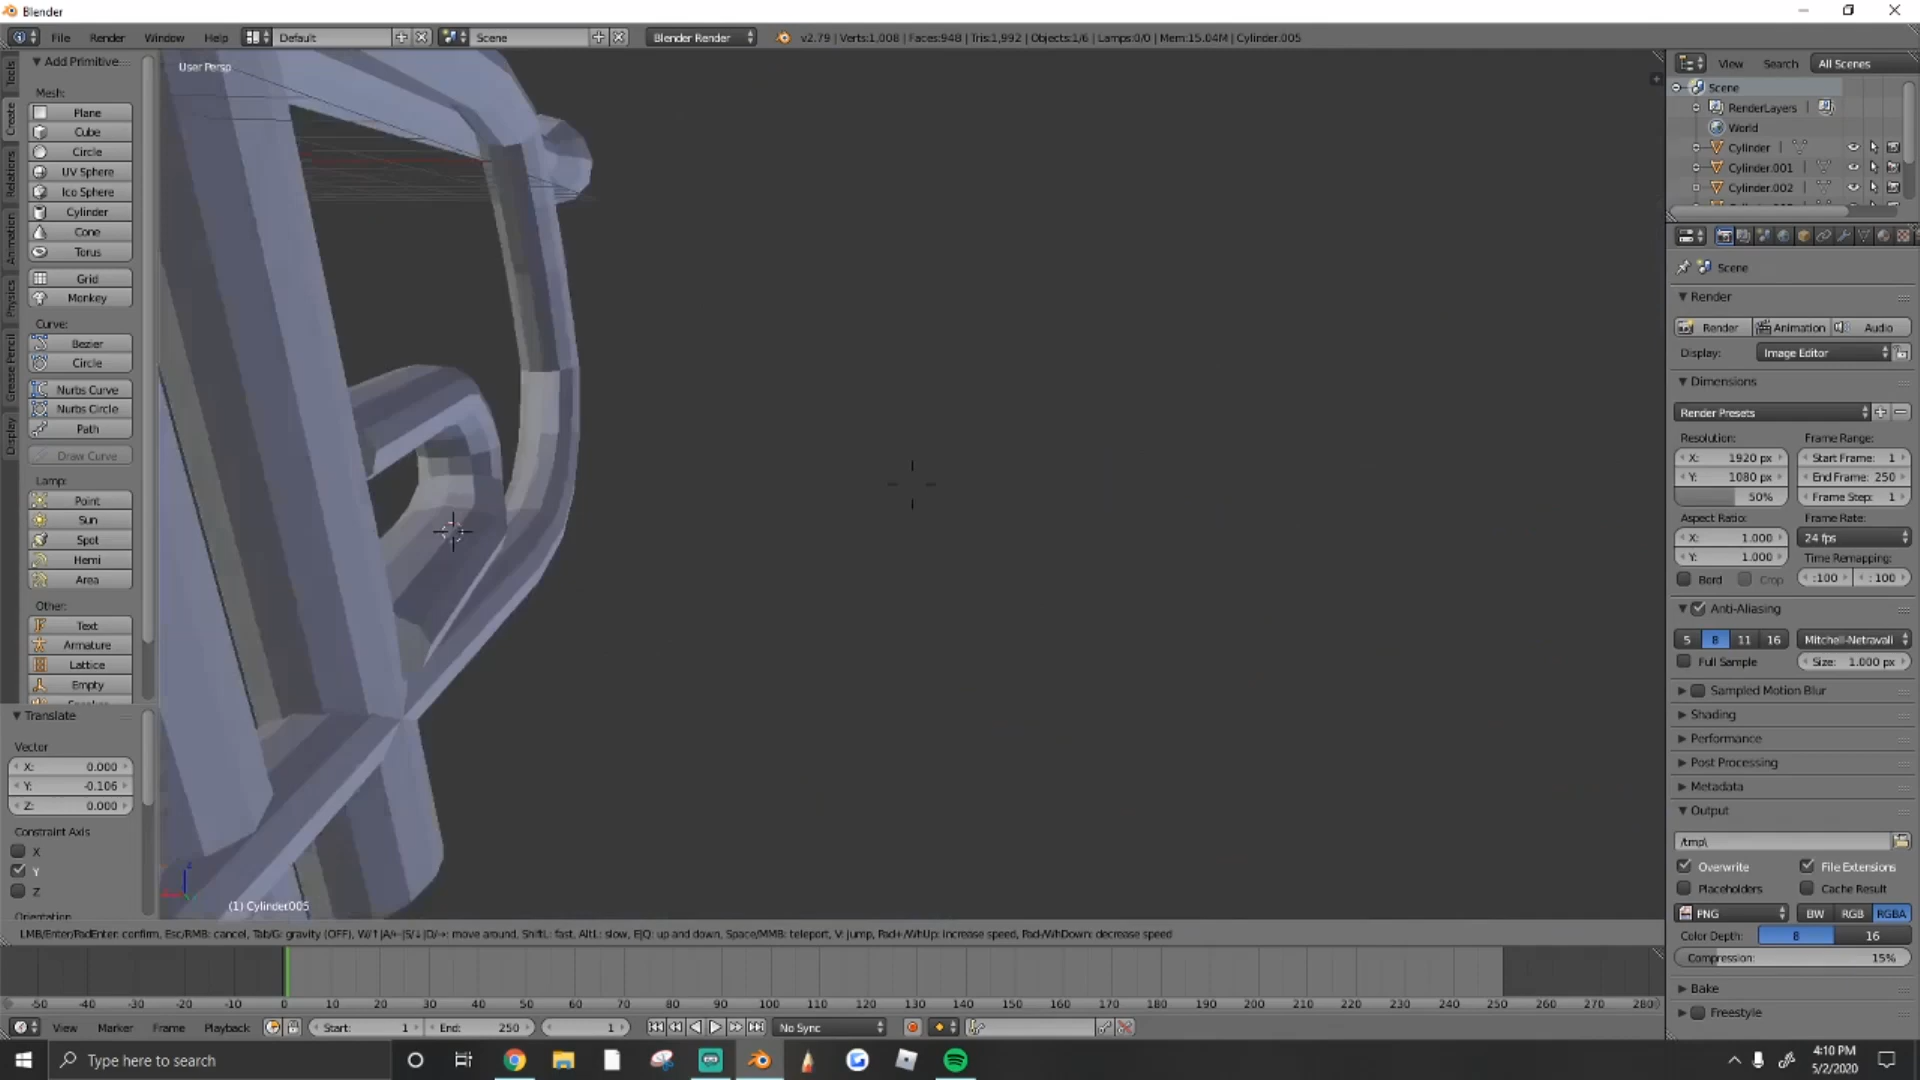 Blender
File Render Window Help Default Scene Blender Render v2.79 | Verts:1,008 | Faces:948 | Tris:1,992 | Objects:1/6 | Lamps:0/0 | Mem:15.04M | Cylinder.005
Tools
Create
Relations
Animation
Physics
Grease Pencil
Display
Add Primitive
Mesh:
Plane
Cube
Circle
UV Sphere
Ico Sphere
Cylinder
Cone
Torus
Grid
Monkey
Curve:
Bezier
Circle
Nurbs Curve
Nurbs Circle
Path
Draw Curve
Lamp:
Point
Sun
Spot
Hemi
Area
Other:
Text
Armature
Lattice
Empty
Translate
Vector
X: 0.000
Y: -0.106
Z: 0.000
Constraint Axis
X
Y
Z
Orientation
User Persp
(1) Cylinder.005
LMB/Enter/PadEnter: confirm, Esc/RMB: cancel, Tab/G: gravity (OFF), W/↑|A/←|S/↓|D/→: move around, ShiftL: fast, AltL: slow, E|Q: up and down, Space/MMB: teleport, V: jump, Pad+/WhUp: increase speed, Pad-/WhDown: decrease speed
-50 -40 -30 -20 -10 0 10 20 30 40 50 60 70 80 90 100 110 120 130 140 150 160 170 180 190 200 210 220 230 240 250 260 270 280
View Marker Frame Playback Start: 1 End: 250 1 No Sync
View Search All Scenes
Scene
RenderLayers
World
Cylinder
Cylinder.001
Cylinder.002
Scene
Render
Render Animation Audio
Display: Image Editor
Dimensions
Render Presets
Resolution: Frame Range:
X: 1920 px Start Frame: 1
Y: 1080 px End Frame: 250
50% Frame Step: 1
Aspect Ratio: Frame Rate:
X: 1.000 24 fps
Y: 1.000 Time Remapping:
Bord Crop :100 : 100
Anti-Aliasing
5 8 11 16 Mitchell-Netravali
Full Sample Size: 1.000 px
Sampled Motion Blur
Shading
Performance
Post Processing
Metadata
Output
/tmp\
Overwrite File Extensions
Placeholders Cache Result
PNG BW RGB RGBA
Color Depth: 8 16
Compression: 15%
Bake
Freestyle
Type here to search
4:10 PM
5/2/2020